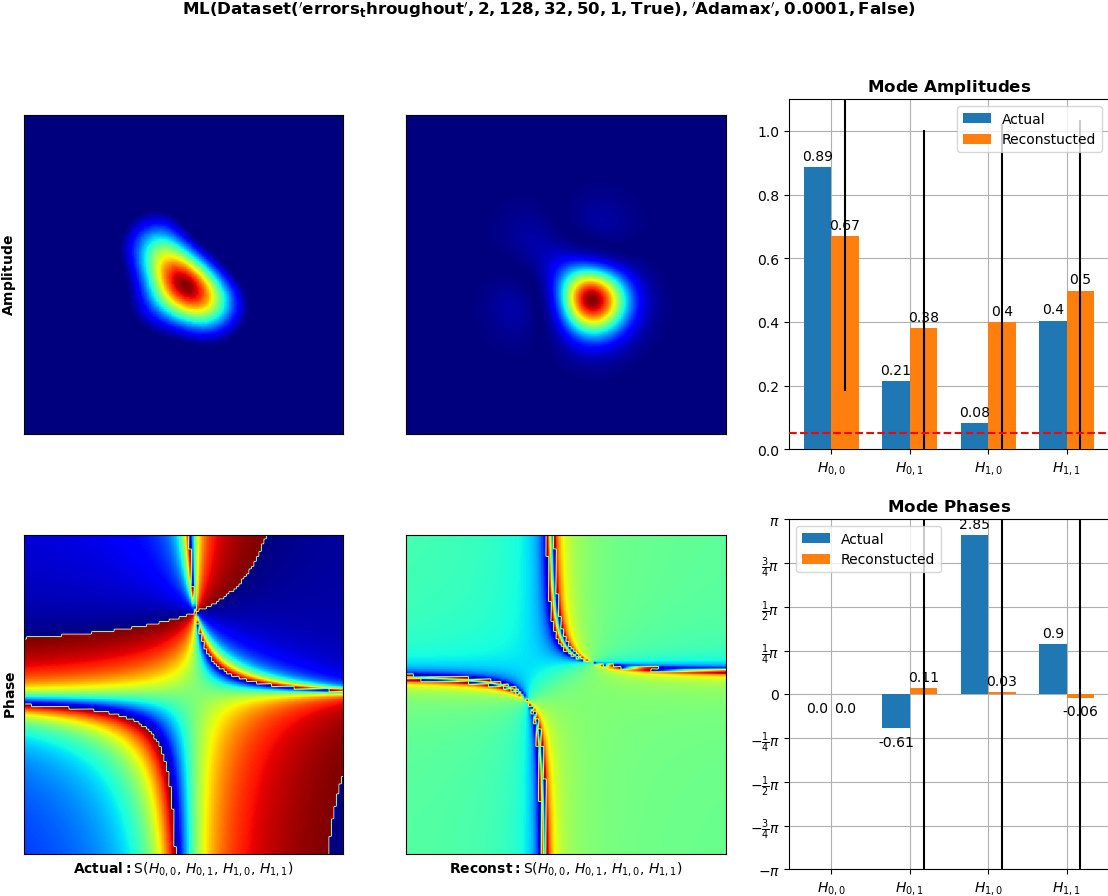 ML(Dataset('errors_throughout', 2, 128, 32, 50, 1, True), 'Adamax', 0.0001, False)
Mode Amplitudes
Amplitude
Actual
Reconstucted
1.0
0.8
0.6
0.4
0.2
0.0
0.89
0.67
0.21
0.38
0.08
0.4
0.4
0.5
H0,0
H0,1
H1,0
H1,1
Mode Phases
Phase
Actual
Reconstucted
π
3/4π
1/2π
1/4π
0
−1/4π
−1/2π
−3/4π
−π
0.0
0.0
-0.61
0.11
2.85
0.03
0.9
-0.06
H0,0
H0,1
H1,0
H1,1
Actual: S(H0,0, H0,1, H1,0, H1,1)
Reconst: S(H0,0, H0,1, H1,0, H1,1)